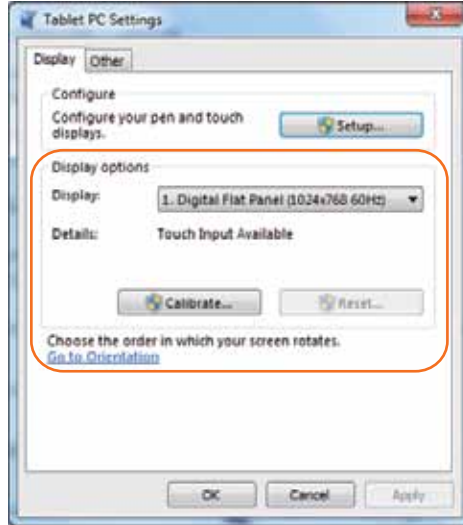 Tablet PC Settings
Display Other
Configure
Configure your pen and touch
displays.
Setup...
Display options
Display:
1. Digital Flat Panel (1024x768 60Hz)
Details:
Touch Input Available
Calibrate...
Reset...
Choose the order in which your screen rotates.
Go to Orientation
OK Cancel Apply